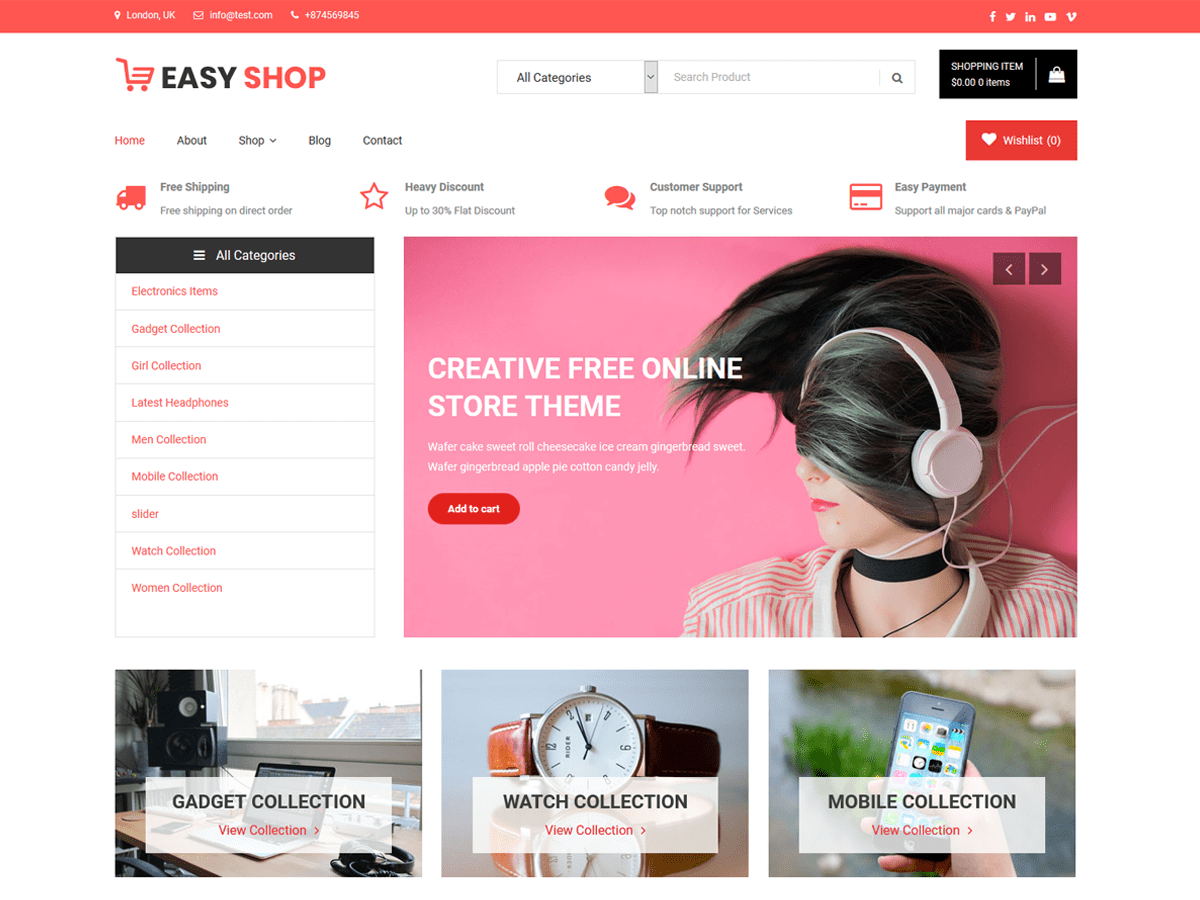 London, UK info@test.com +874569845
EASY SHOP
All Categories
Search Product
SHOPPING ITEM
$0.00 0 items
Home About Shop Blog Contact
Wishlist (0)
Free Shipping
Free shipping on direct order
Heavy Discount
Up to 30% Flat Discount
Customer Support
Top notch support for Services
Easy Payment
Support all major cards & PayPal
All Categories
Electronics Items
Gadget Collection
Girl Collection
Latest Headphones
Men Collection
Mobile Collection
slider
Watch Collection
Women Collection
CREATIVE FREE ONLINE
STORE THEME
Wafer cake sweet roll cheesecake ice cream gingerbread sweet.
Wafer gingerbread apple pie cotton candy jelly.
Add to cart
GADGET COLLECTION
View Collection
RIDER
12
6
WATCH COLLECTION
View Collection
MOBILE COLLECTION
View Collection